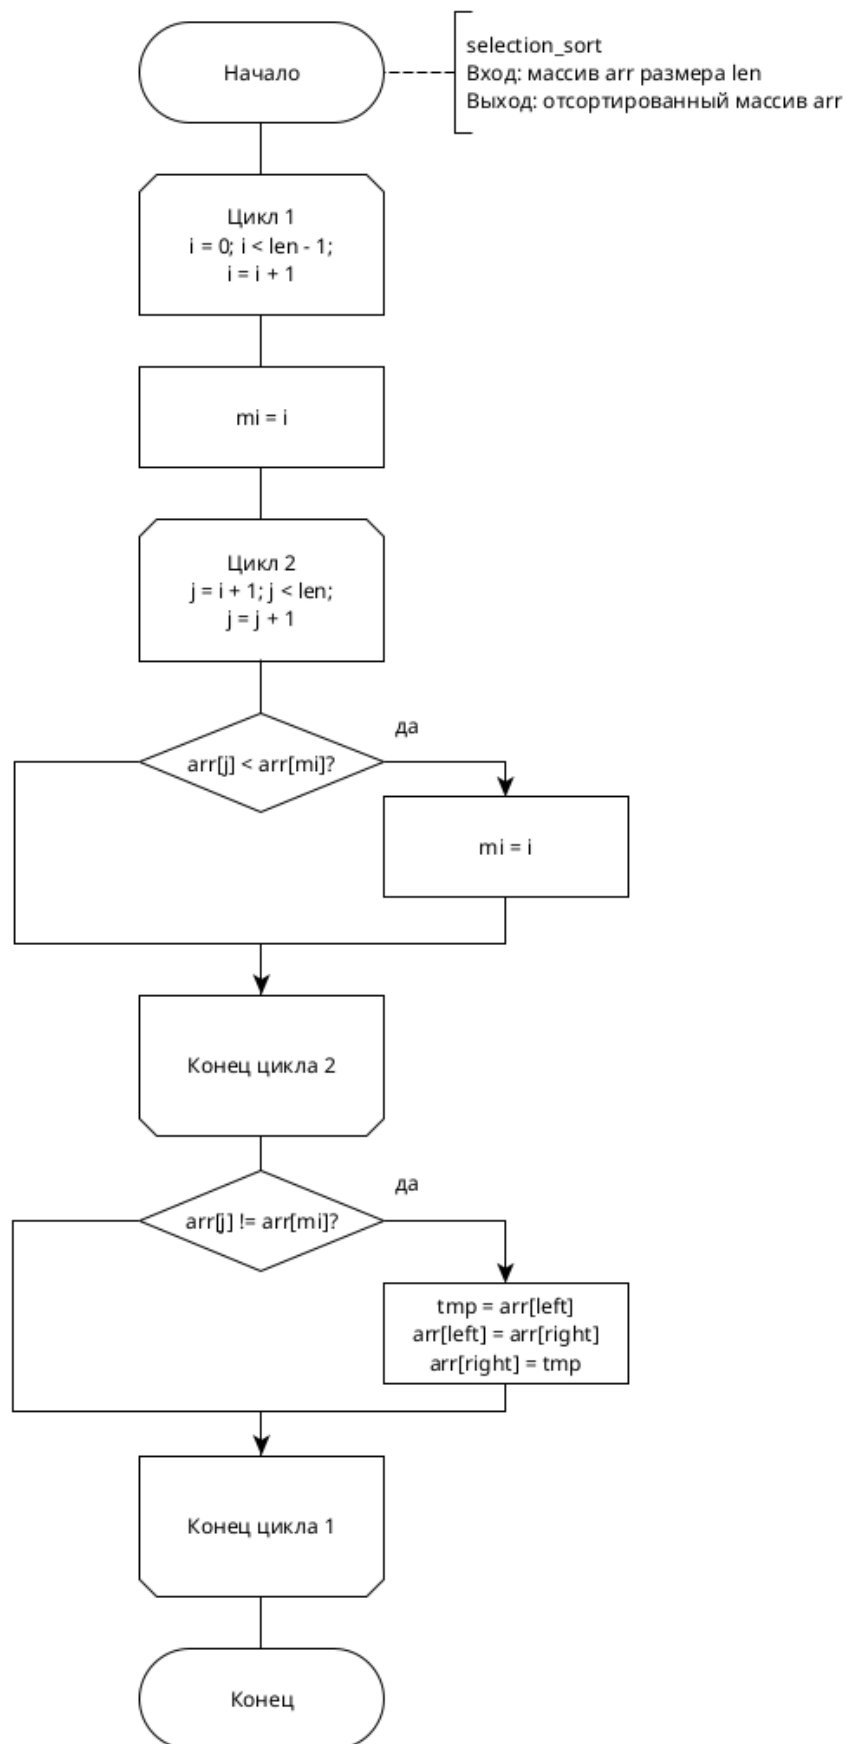 Начало
selection_sort
Вход: массив arr размера len
Выход: отсортированный массив arr
Цикл 1
i = 0; i < len - 1;
i = i + 1
mi = i
Цикл 2
j = i + 1; j < len;
j = j + 1
arr[j] < arr[mi]?
да
mi = i
Конец цикла 2
arr[j] != arr[mi]?
да
tmp = arr[left]
arr[left] = arr[right]
arr[right] = tmp
Конец цикла 1
Конец